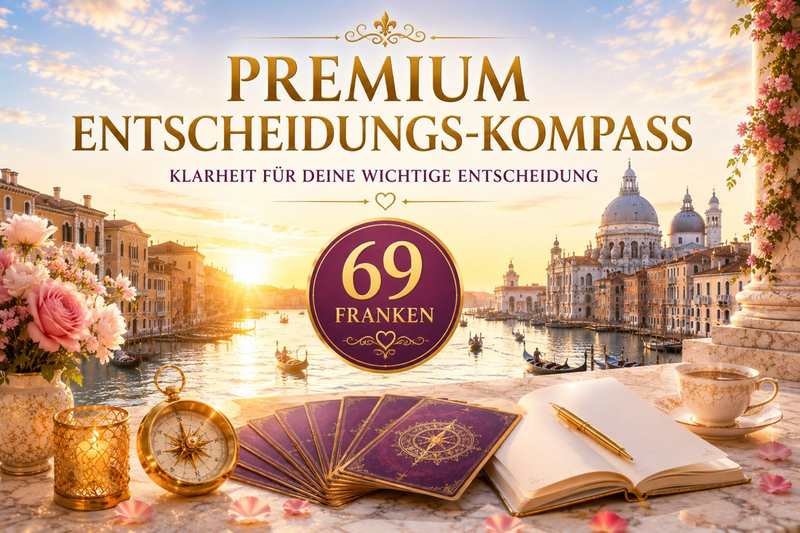 PREMIUM
ENTSCHEIDUNGS-KOMPASS
KLARHEIT FÜR DEINE WICHTIGE ENTSCHEIDUNG
69
FRANKEN